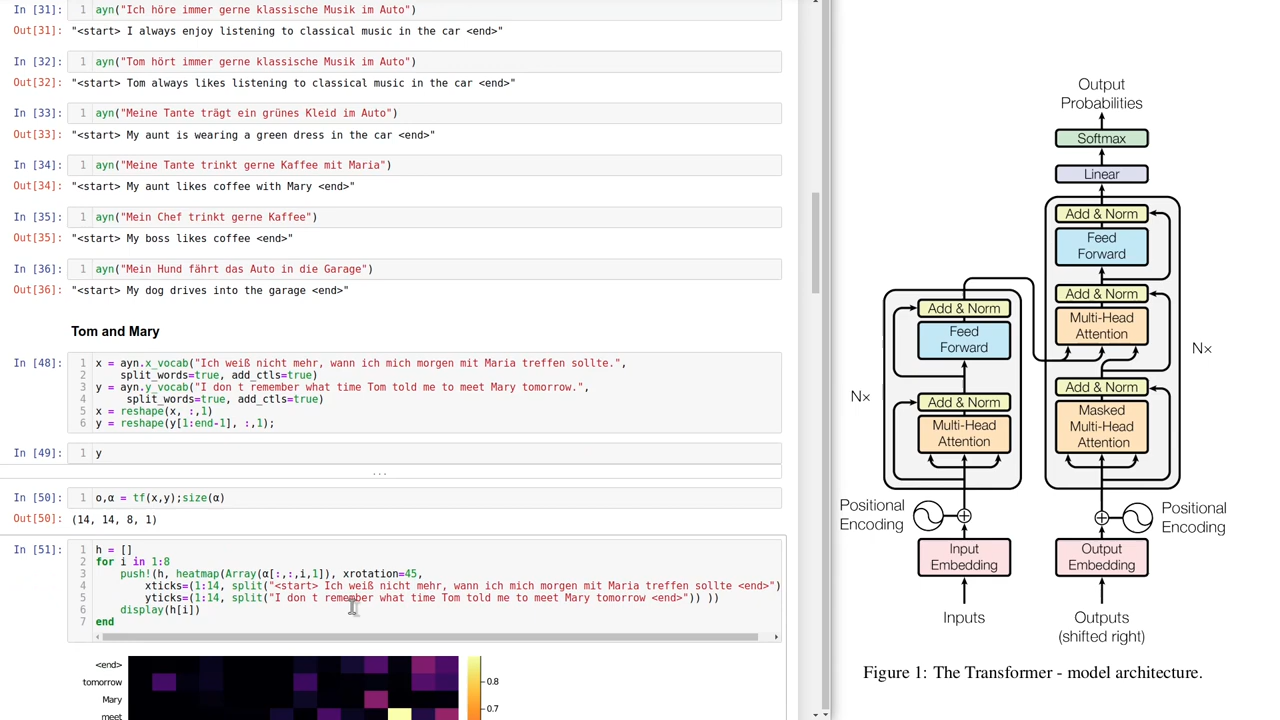 In [31]: 1 ayn("Ich höre immer gerne klassische Musik im Auto")
Out[31]: "<start> I always enjoy listening to classical music in the car <end>"
In [32]: 1 ayn("Tom hört immer gerne klassische Musik im Auto")
Out[32]: "<start> Tom always likes listening to classical music in the car <end>"
In [33]: 1 ayn("Meine Tante trägt ein grünes Kleid im Auto")
Out[33]: "<start> My aunt is wearing a green dress in the car <end>"
In [34]: 1 ayn("Meine Tante trinkt gerne Kaffee mit Maria")
Out[34]: "<start> My aunt likes coffee with Mary <end>"
In [35]: 1 ayn("Mein Chef trinkt gerne Kaffee")
Out[35]: "<start> My boss likes coffee <end>"
In [36]: 1 ayn("Mein Hund fährt das Auto in die Garage")
Out[36]: "<start> My dog drives into the garage <end>"
Tom and Mary
In [48]: 1 x = ayn.x_vocab("Ich weiß nicht mehr, wann ich mich morgen mit Maria treffen sollte.",
2 split_words=true, add_ctls=true)
3 y = ayn.y_vocab("I don t remember what time Tom told me to meet Mary tomorrow.",
4 split_words=true, add_ctls=true)
5 x = reshape(x, :,1)
6 y = reshape(y[1:end-1], :,1);
In [49]: 1 y
...
In [50]: 1 o,α = tf(x,y);size(α)
Out[50]: (14, 14, 8, 1)
In [51]: 1 h = []
2 for i in 1:8
3 push!(h, heatmap(Array(α[:,:,i,1]), xrotation=45,
4 xticks=(1:14, split("<start> Ich weiß nicht mehr, wann ich mich morgen mit Maria treffen sollte <end>")
5 yticks=(1:14, split("I don t remember what time Tom told me to meet Mary tomorrow <end>")) ))
6 display(h[i])
7 end
<end>
tomorrow
Mary
meet
0.8
0.7
Output
Probabilities
Softmax
Linear
Add & Norm
Feed
Forward
Add & Norm
Multi-Head
Attention
N×
Add & Norm
Masked
Multi-Head
Attention
Add & Norm
Feed
Forward
N×
Add & Norm
Multi-Head
Attention
Positional
Encoding
Positional
Encoding
Input
Embedding
Output
Embedding
Inputs
Outputs
(shifted right)
Figure 1: The Transformer - model architecture.